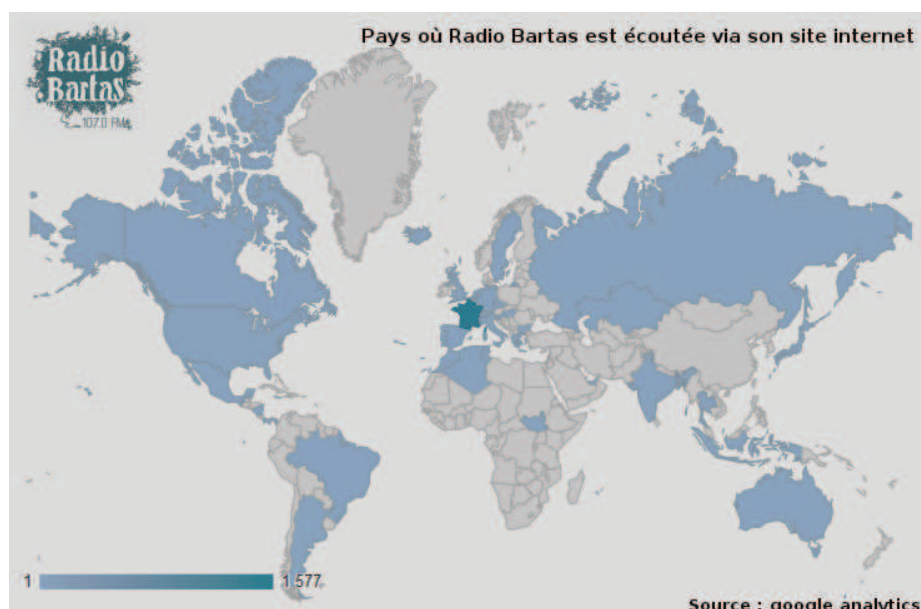 Pays où Radio Bartas est écoutée via son site internet
Radio
Bartas
107.0 FM
1
1 577
Source : google analytics